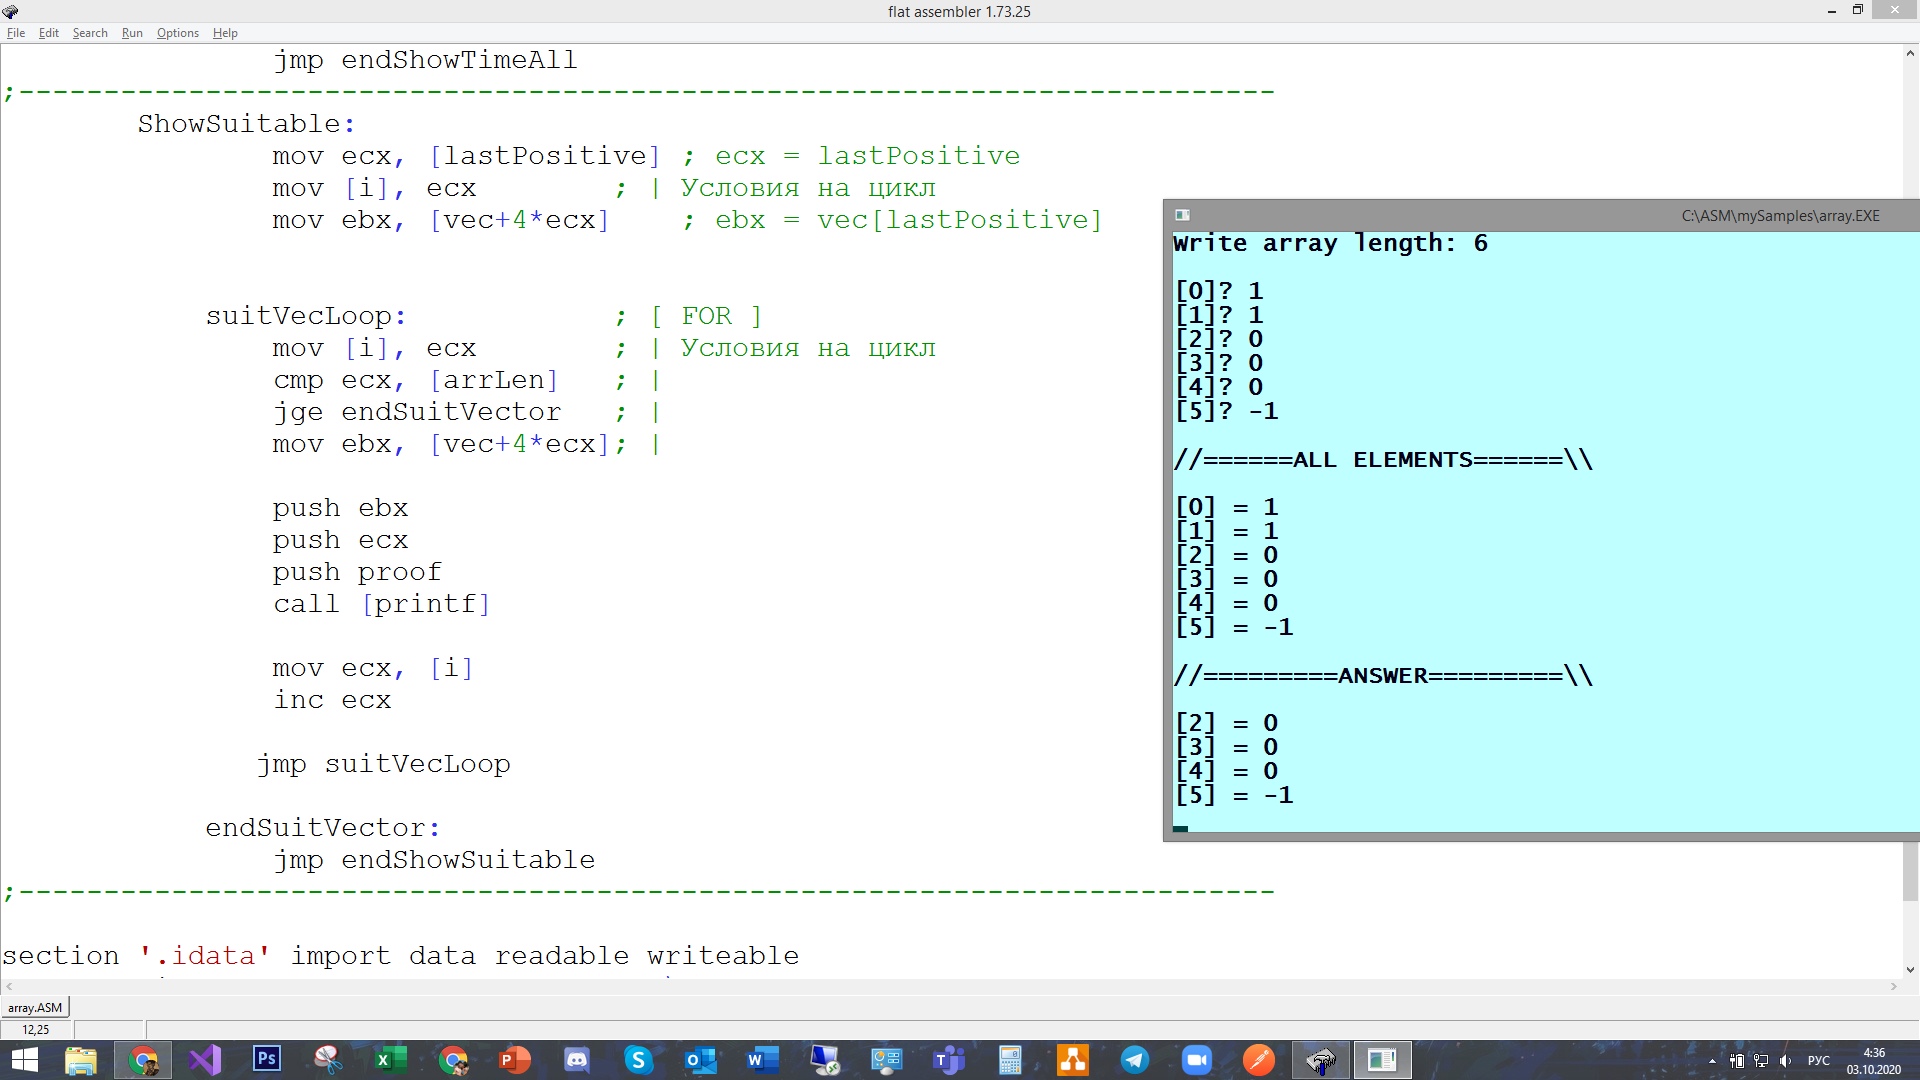 flat assembler 1.73.25
File Edit Search Run Options Help
jmp endShowTimeAll
;--------------------------------------------------------------------------
ShowSuitable:
mov ecx, [lastPositive] ; ecx = lastPositive
mov [i], ecx ; | Условия на цикл
mov ebx, [vec+4*ecx] ; ebx = vec[lastPositive]
suitVecLoop: ; [ FOR ]
mov [i], ecx ; | Условия на цикл
cmp ecx, [arrLen] ; |
jge endSuitVector ; |
mov ebx, [vec+4*ecx]; |
push ebx
push ecx
push proof
call [printf]
mov ecx, [i]
inc ecx
jmp suitVecLoop
endSuitVector:
jmp endShowSuitable
;--------------------------------------------------------------------------
section '.idata' import data readable writeable
C:\ASM\mySamples\array.EXE
Write array length: 6
[0]? 1
[1]? 1
[2]? 0
[3]? 0
[4]? 0
[5]? -1
//======ALL ELEMENTS======\\
[0] = 1
[1] = 1
[2] = 0
[3] = 0
[4] = 0
[5] = -1
//=========ANSWER=========\\
[2] = 0
[3] = 0
[4] = 0
[5] = -1
array.ASM
12,25
РУС
4:36
03.10.2020